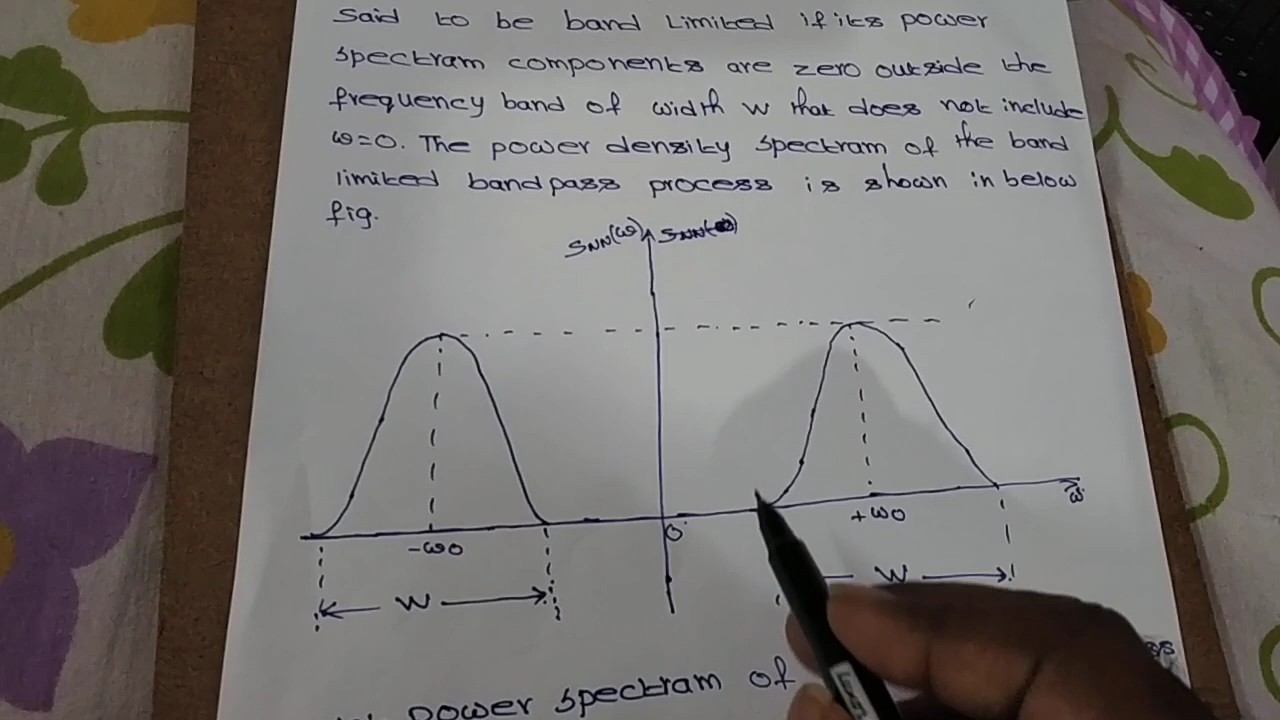 Said to be band Limited if its power
spectram components are zero outside the
frequency band of width W that does not include
ω=0. The power density spectram of the band
limited bandpass process is shown in below
fig.
SNN(ω) SNN(
-ω0
0
+ω0
ω
W
W
power spectram of